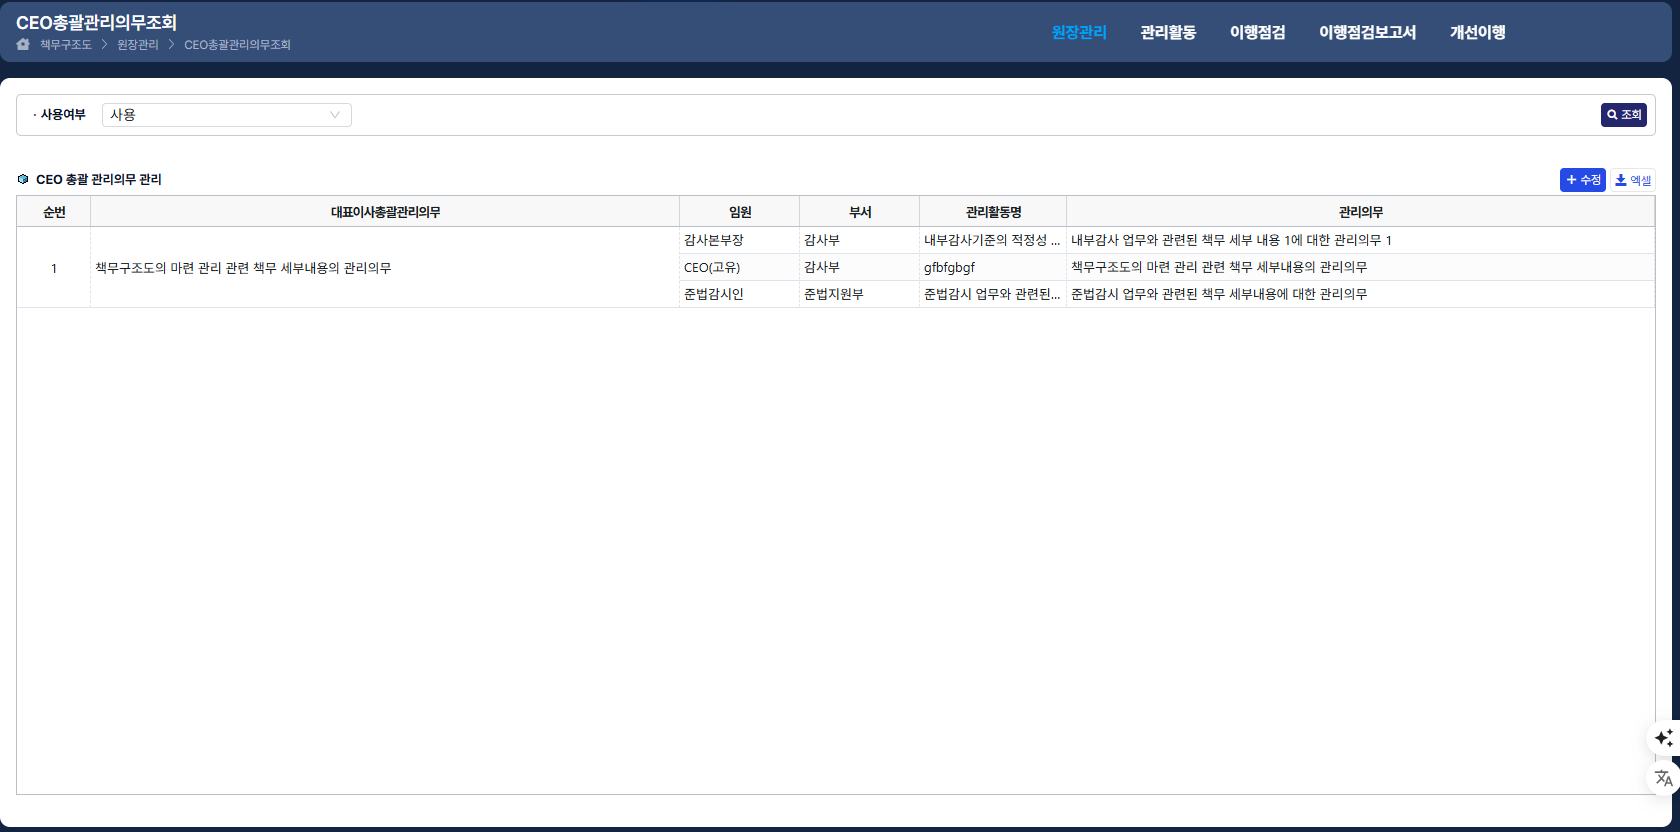 CEO총괄관리의무조회
책무구조도 > 원장관리 > CEO총괄관리의무조회
원장관리 관리활동 이행점검 이행점검보고서 개선이행
· 사용여부 사용 조회
CEO 총괄 관리의무 관리
+ 수정 엑셀
순번 대표이사총괄관리의무 임원 부서 관리활동명 관리의무
1 책무구조도의 마련 관리 관련 책무 세부내용의 관리의무
감사본부장 감사부 내부감사기준의 적정성 ... 내부감사 업무와 관련된 책무 세부 내용 1에 대한 관리의무 1
CEO(고유) 감사부 gfbfgbgf 책무구조도의 마련 관리 관련 책무 세부내용의 관리의무
준법감시인 준법지원부 준법감시 업무와 관련된... 준법감시 업무와 관련된 책무 세부내용에 대한 관리의무